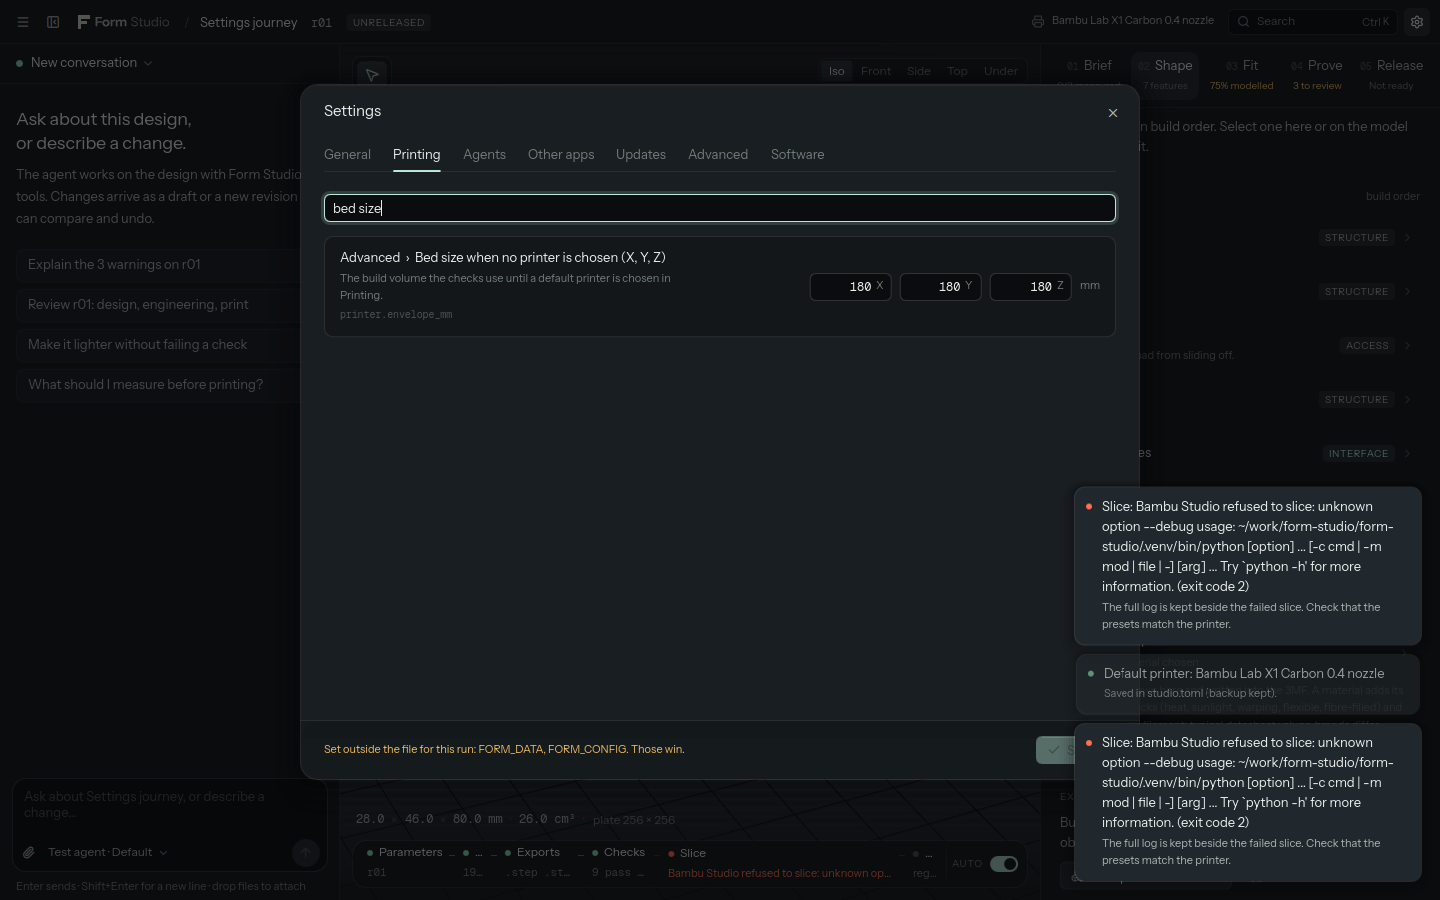 Form Studio / Settings journey r01 UNRELEASED
Bambu Lab X1 Carbon 0.4 nozzle
Search Ctrl K
New conversation
Ask about this design,
or describe a change.
The agent works on the design with Form Studio
tools. Changes arrive as a draft or a new revision
can compare and undo.
Explain the 3 warnings on r01
Review r01: design, engineering, print
Make it lighter without failing a check
What should I measure before printing?
Ask about Settings journey, or describe a
change...
Test agent · Default
Enter sends · Shift+Enter for a new line · drop files to attach
Iso Front Side Top Under
Settings
General Printing Agents Other apps Updates Advanced Software
bed size
Advanced › Bed size when no printer is chosen (X, Y, Z)
The build volume the checks use until a default printer is chosen in
Printing.
printer.envelope_mm
180 X 180 Y 180 Z mm
Set outside the file for this run: FORM_DATA, FORM_CONFIG. Those win.
28.0 × 46.0 × 80.0 mm · 26.0 cm³ · plate 256 × 256
Parameters ... ... ... Exports ... Checks ... Slice ... ...
r01 19... .step .st... 9 pass ... Bambu Studio refused to slice: unknown op... reg...
AUTO
01 Brief 02 Shape 03 Fit 04 Prove 05 Release
7 features 75% modelled 3 to review Not ready
n build order. Select one here or on the model
it.
build order
STRUCTURE
STRUCTURE
ad from sliding off.
ACCESS
STRUCTURE
es
INTERFACE
Slice: Bambu Studio refused to slice: unknown
option --debug usage: ~/work/form-studio/form-
studio/.venv/bin/python [option] ... [-c cmd | -m
mod | file | -] [arg] ... Try `python -h' for more
information. (exit code 2)
The full log is kept beside the failed slice. Check that the
presets match the printer.
Default printer: Bambu Lab X1 Carbon 0.4 nozzle
Saved in studio.toml (backup kept).
Slice: Bambu Studio refused to slice: unknown
option --debug usage: ~/work/form-studio/form-
studio/.venv/bin/python [option] ... [-c cmd | -m
mod | file | -] [arg] ... Try `python -h' for more
information. (exit code 2)
The full log is kept beside the failed slice. Check that the
presets match the printer.